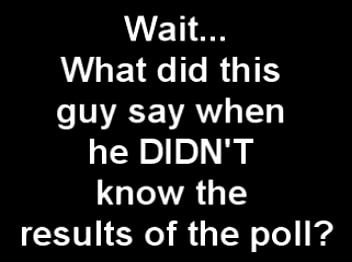 Wait...
What did this
guy say when
he DIDN'T
know the
results of the poll?